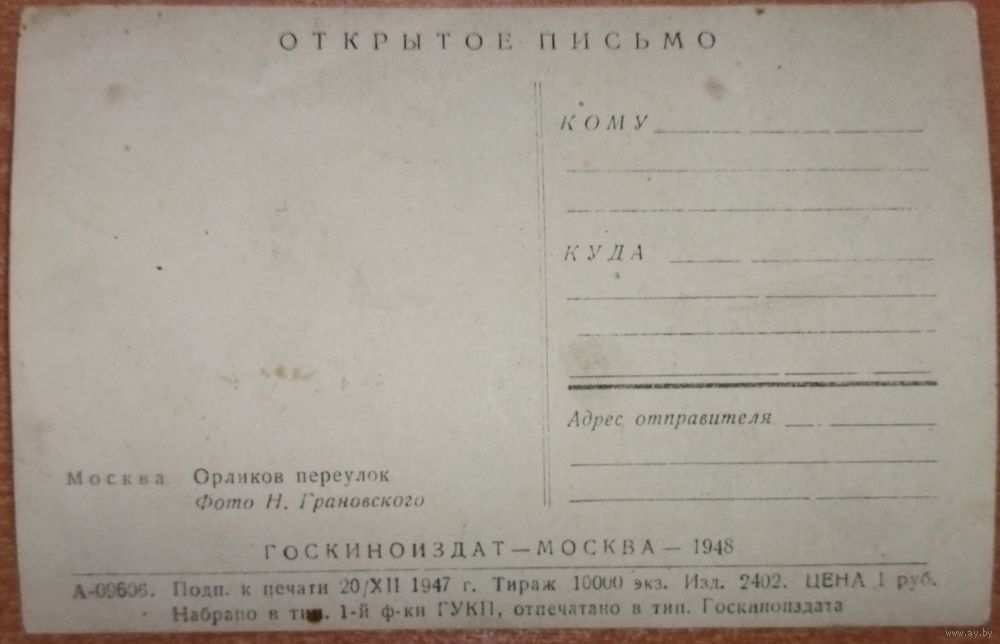 ОТКРЫТОЕ ПИСЬМО
КОМУ
КУДА
Адрес отправителя
Москва Орликов переулок
Фото Н. Грановского
ГОСКИНОИЗДАТ—МОСКВА— 1948
А-09606. Подп. к печати 20/XII 1947 г. Тираж 10000 экз. Изд. 2402. ЦЕНА 1 руб.
Набрано в тип. 1-й ф-ки ГУКП, отпечатано в тип. Госкиноиздата
www.ay.by